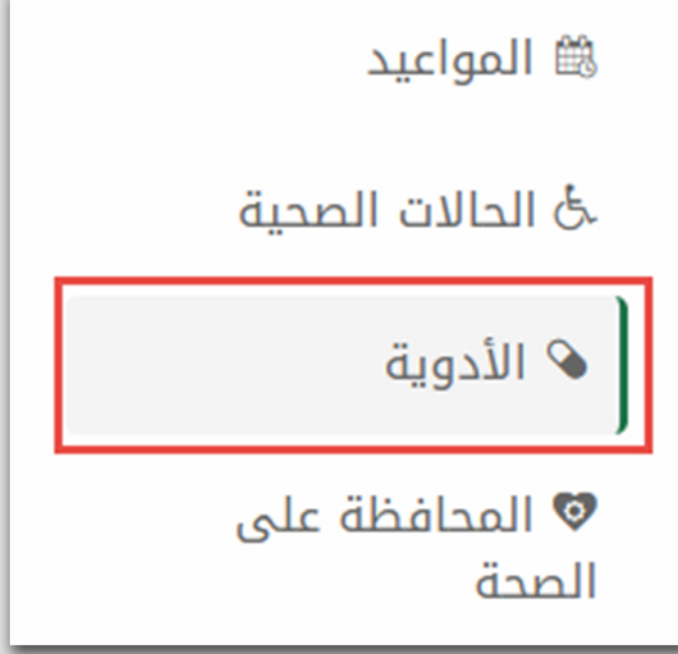 المواعيد
الحالات الصحية
الأدوية
المحافظة على
الصحة